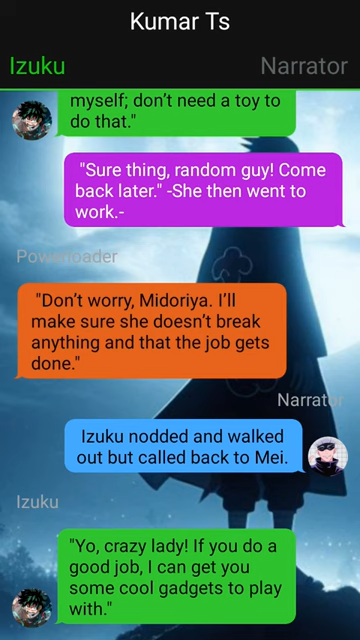 Kumar Ts
Izuku Narrator
myself; don't need a toy to
do that."
"Sure thing, random guy! Come
back later." -She then went to
work.-
Powerloader
"Don't worry, Midoriya. I'll
make sure she doesn't break
anything and that the job gets
done."
Narrator
Izuku nodded and walked
out but called back to Mei.
Izuku
"Yo, crazy lady! If you do a
good job, I can get you
some cool gadgets to play
with."